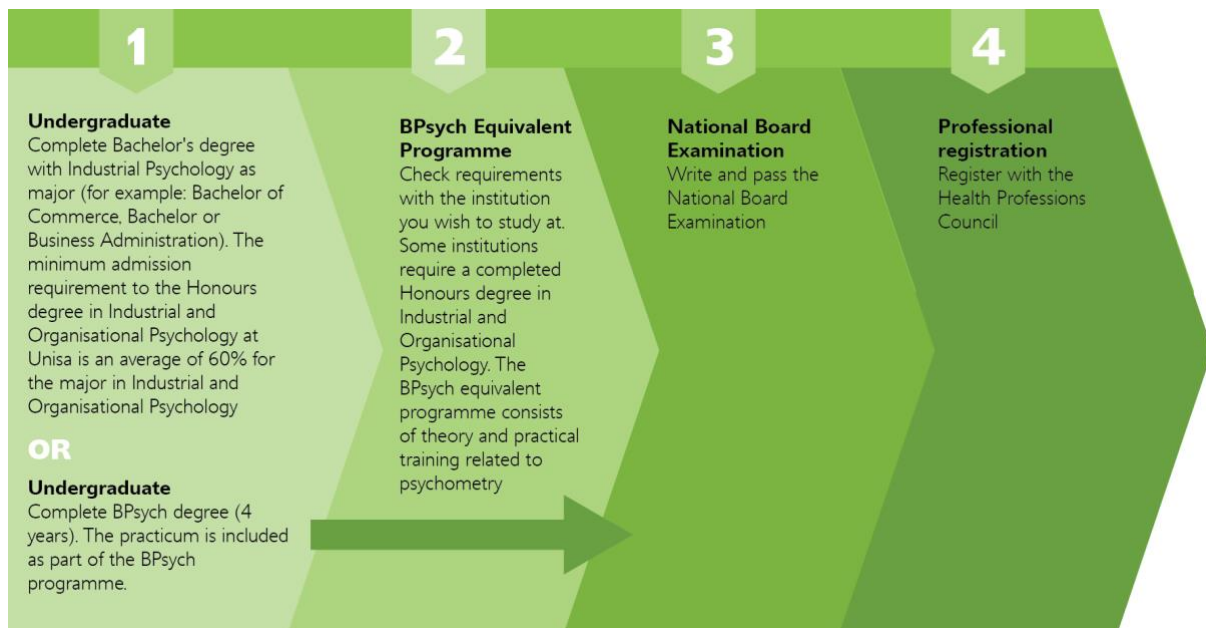 1
Undergraduate
Complete Bachelor's degree
with Industrial Psychology as
major (for example: Bachelor of
Commerce, Bachelor or
Business Administration). The
minimum admission
requirement to the Honours
degree in Industrial and
Organisational Psychology at
Unisa is an average of 60% for
the major in Industrial and
Organisational Psychology
OR
Undergraduate
Complete BPsych degree (4
years). The practicum is included
as part of the BPsych
programme.
2
BPsych Equivalent
Programme
Check requirements
with the institution
you wish to study at.
Some institutions
require a completed
Honours degree in
Industrial and
Organisational
Psychology. The
BPsych equivalent
programme consists
of theory and practical
training related to
psychometry
3
National Board
Examination
Write and pass the
National Board
Examination
4
Professional
registration
Register with the
Health Professions
Council